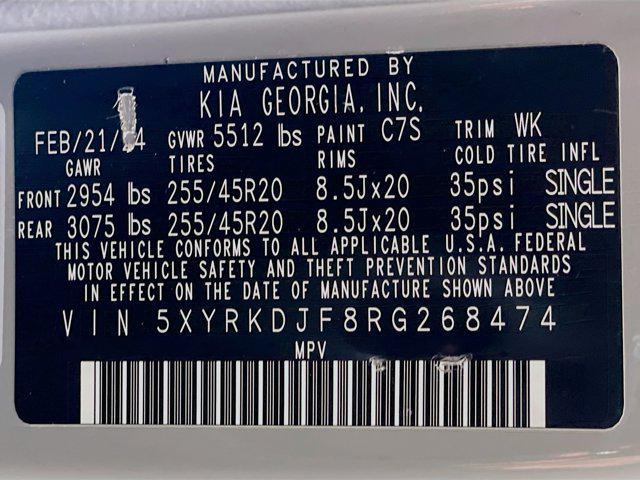 MANUFACTURED BY
KIA GEORGIA, INC.
FEB/21/ GVWR 5512 lbs PAINT C7S TRIM WK
GAWR TIRES RIMS COLD TIRE INFL
FRONT 2954 lbs 255/45R20 8.5Jx20 35psi SINGLE
REAR 3075 lbs 255/45R20 8.5Jx20 35psi SINGLE
THIS VEHICLE CONFORMS TO ALL APPLICABLE U.S.A. FEDERAL
MOTOR VEHICLE SAFETY AND THEFT PREVENTION STANDARDS
IN EFFECT ON THE DATE OF MANUFACTURE SHOWN ABOVE
VIN 5XYRKDJF8RG268474
MPV